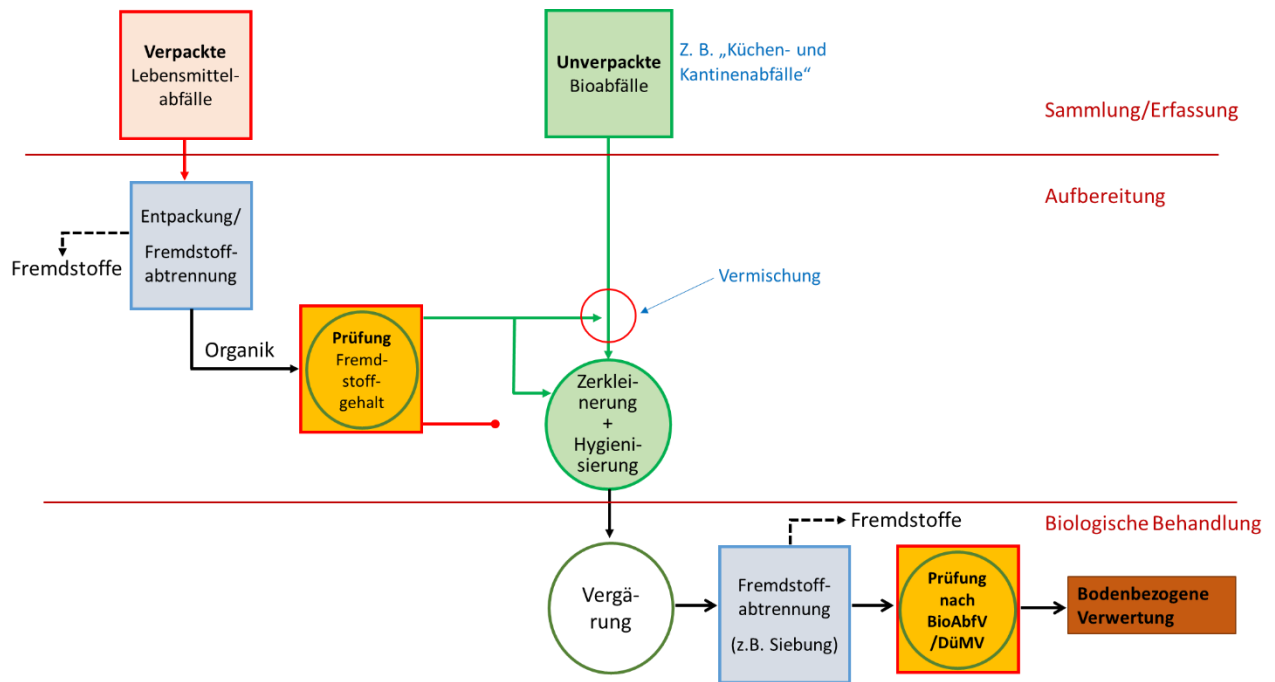 Verpackte
Lebensmittel-
abfälle
Unverpackte
Bioabfälle
Z. B. „Küchen- und
Kantinenabfälle“
Sammlung/Erfassung
Aufbereitung
Entpackung/
Fremdstoff-
abtrennung
Fremdstoffe
Vermischung
Organik
Prüfung
Fremd-
stoff-
gehalt
Zerklei-
nerung
+
Hygieni-
sierung
Biologische Behandlung
Fremdstoffe
Vergä-
rung
Fremdstoff-
abtrennung
(z.B. Siebung)
Prüfung
nach
BioAbfV
/DüMV
Bodenbezogene
Verwertung